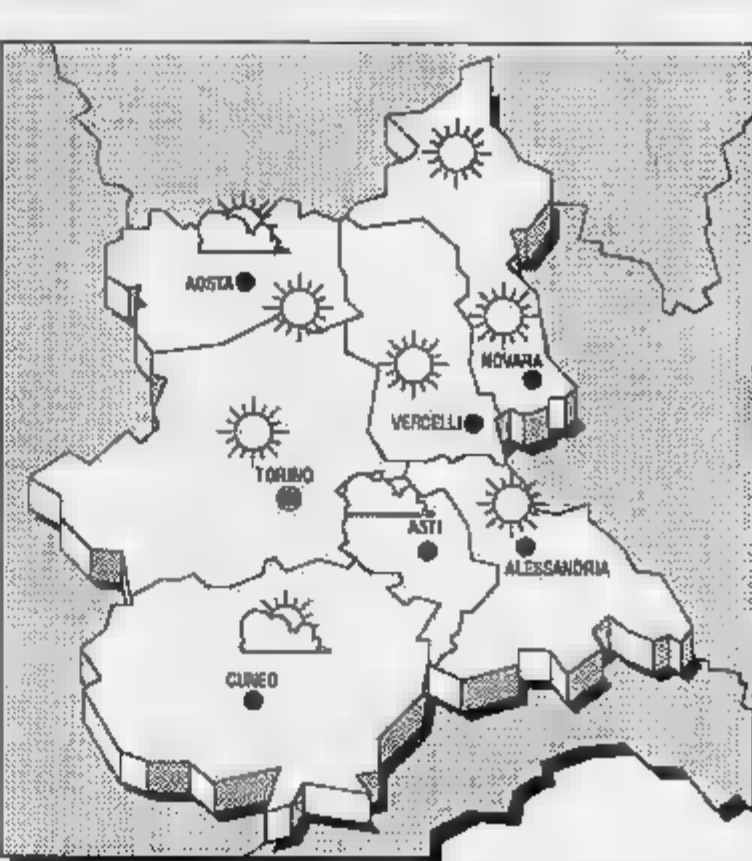 AOSTA
NOVARA
VERCELLI
TORINO
ASTI
ALESSANDRIA
CUNEO